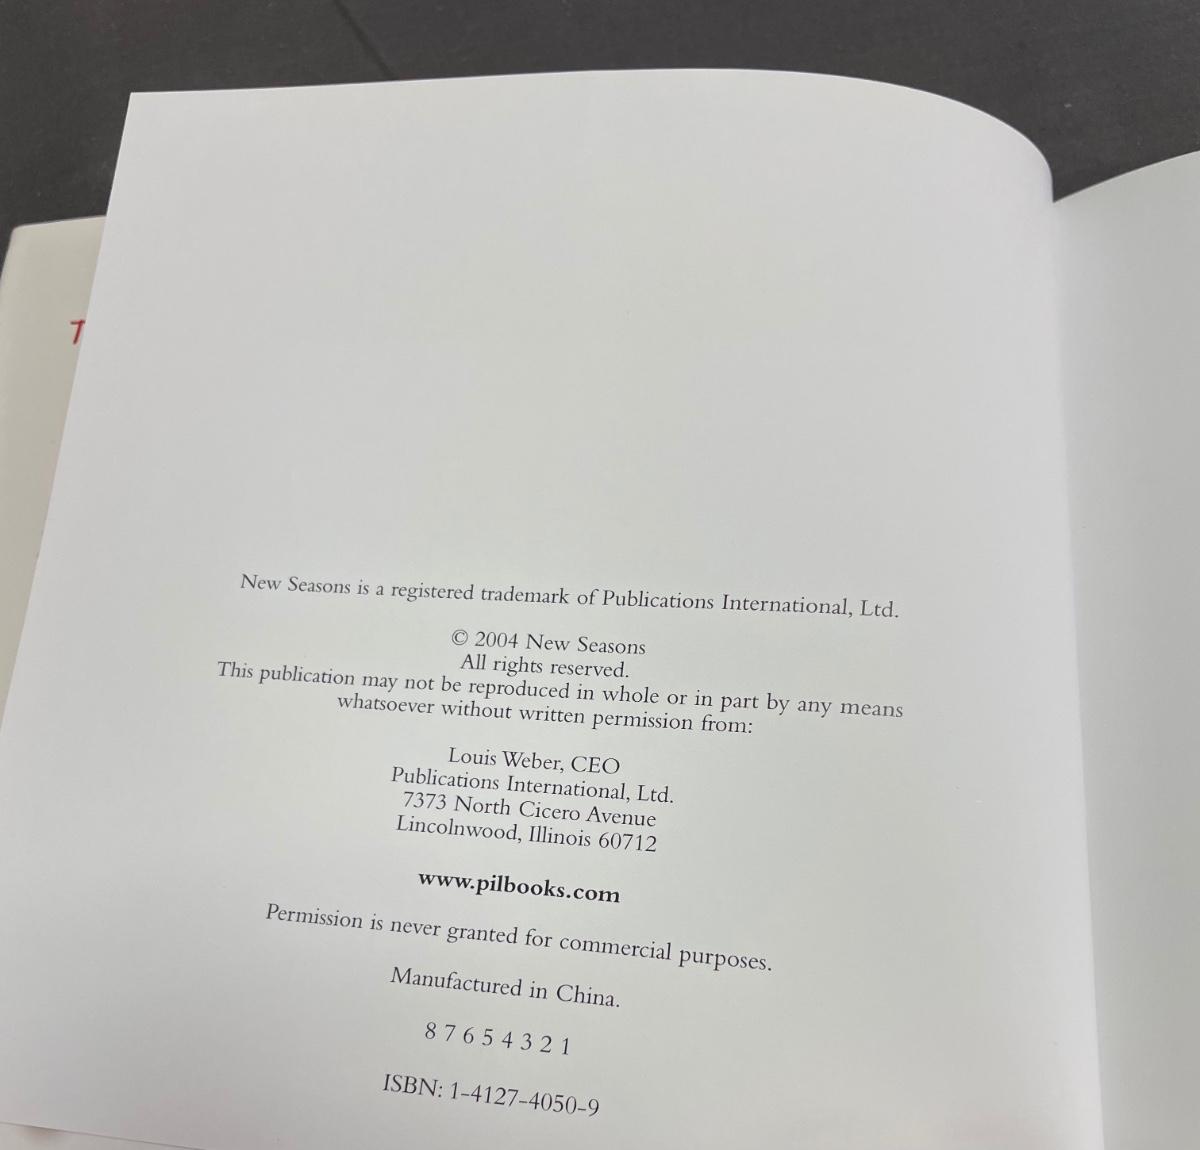 T
New Seasons is a registered trademark of Publications International, Ltd.
© 2004 New Seasons
All rights reserved.
This publication may not be reproduced in whole or in part by any means
whatsoever without written permission from:
Louis Weber, CEO
Publications International, Ltd.
7373 North Cicero Avenue
Lincolnwood, Illinois 60712
www.pilbooks.com
Permission is never granted for commercial purposes.
Manufactured in China.
8 7 6 5 4 3 2 1
ISBN: 1-4127-4050-9